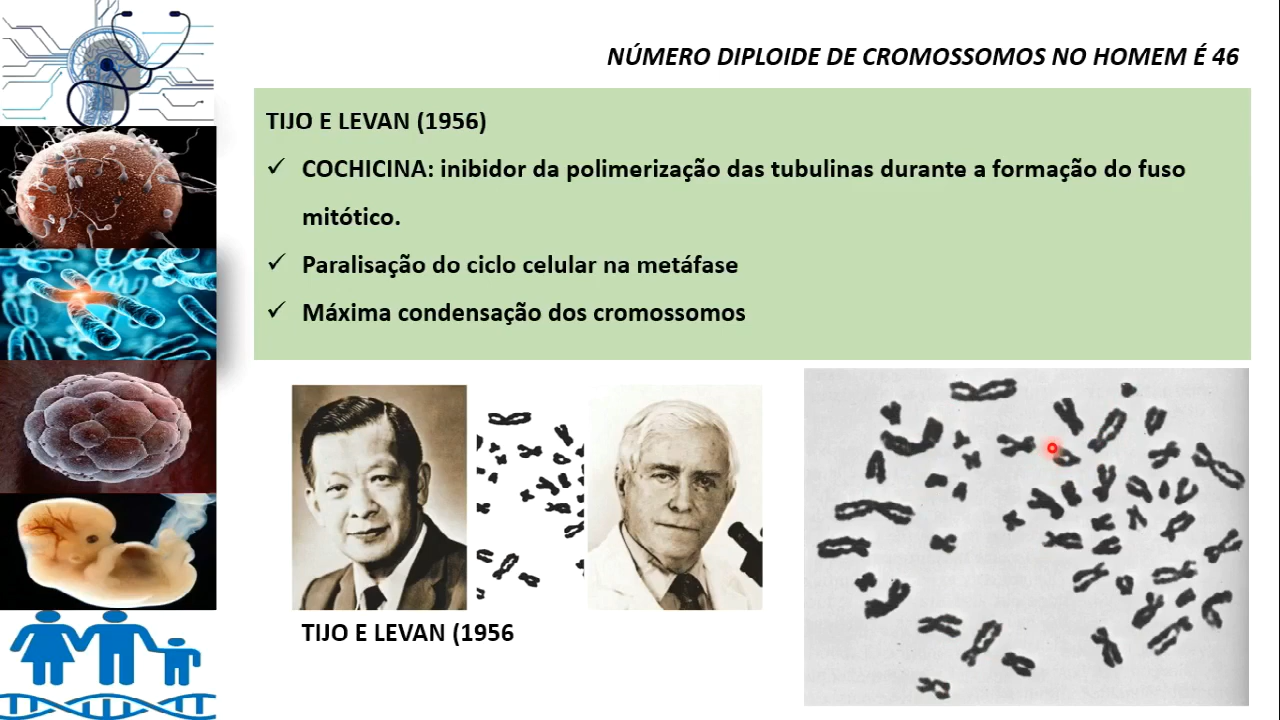 NÚMERO DIPLOIDE DE CROMOSSOMOS NO HOMEM É 46
TIJO E LEVAN (1956)
✓ COCHICINA: inibidor da polimerização das tubulinas durante a formação do fuso
mitótico.
✓ Paralisação do ciclo celular na metáfase
✓ Máxima condensação dos cromossomos
TIJO E LEVAN (1956